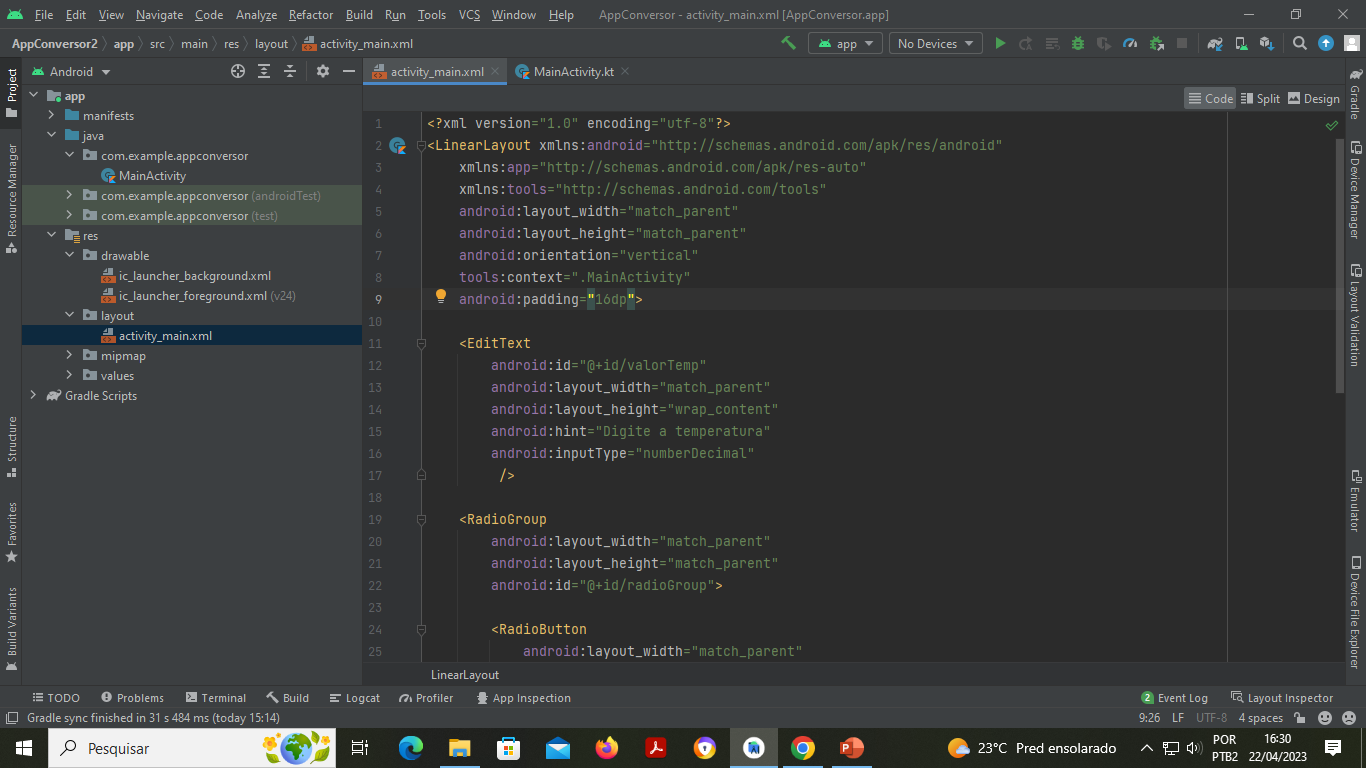 File Edit View Navigate Code Analyze Refactor Build Run Tools VCS Window Help AppConversor - activity_main.xml [AppConversor.app]
AppConversor2 app src main res layout activity_main.xml app No Devices
Project
Resource Manager
Structure
Favorites
Build Variants
Android
app
manifests
java
com.example.appconversor
MainActivity
com.example.appconversor (androidTest)
com.example.appconversor (test)
res
drawable
ic_launcher_background.xml
ic_launcher_foreground.xml (v24)
layout
activity_main.xml
mipmap
values
Gradle Scripts
activity_main.xml MainActivity.kt
Code Split Design
1 <?xml version="1.0" encoding="utf-8"?>
2 <LinearLayout xmlns:android="http://schemas.android.com/apk/res/android"
3 xmlns:app="http://schemas.android.com/apk/res-auto"
4 xmlns:tools="http://schemas.android.com/tools"
5 android:layout_width="match_parent"
6 android:layout_height="match_parent"
7 android:orientation="vertical"
8 tools:context=".MainActivity"
9 android:padding="16dp">
10
11 <EditText
12 android:id="@+id/valorTemp"
13 android:layout_width="match_parent"
14 android:layout_height="wrap_content"
15 android:hint="Digite a temperatura"
16 android:inputType="numberDecimal"
17 />
18
19 <RadioGroup
20 android:layout_width="match_parent"
21 android:layout_height="match_parent"
22 android:id="@+id/radioGroup">
23
24 <RadioButton
25 android:layout_width="match_parent"
LinearLayout
Gradle
Device Manager
Layout Validation
Emulator
Device File Explorer
TODO Problems Terminal Build Logcat Profiler App Inspection 2 Event Log Layout Inspector
Gradle sync finished in 31 s 484 ms (today 15:14) 9:26 LF UTF-8 4 spaces
Pesquisar 23°C Pred ensolarado POR 16:30
PTB2 22/04/2023